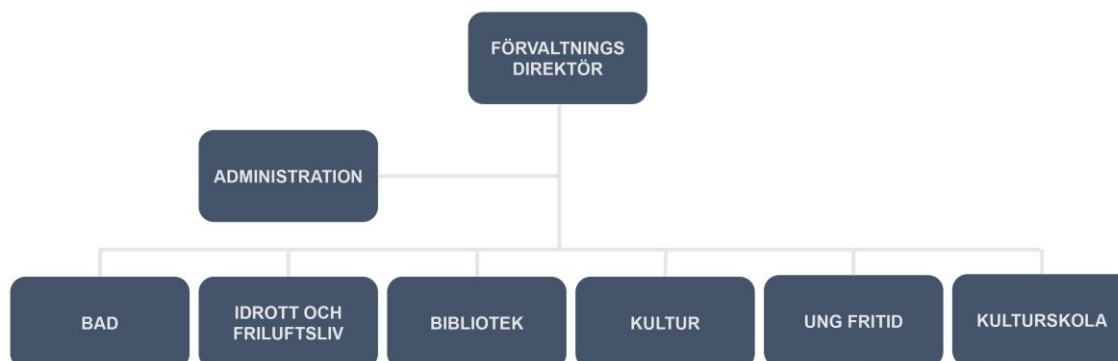 FÖRVALTNINGS
DIREKTÖR
ADMINISTRATION
BAD
IDROTT OCH
FRILUFTSLIV
BIBLIOTEK
KULTUR
UNG FRITID
KULTURSKOLA